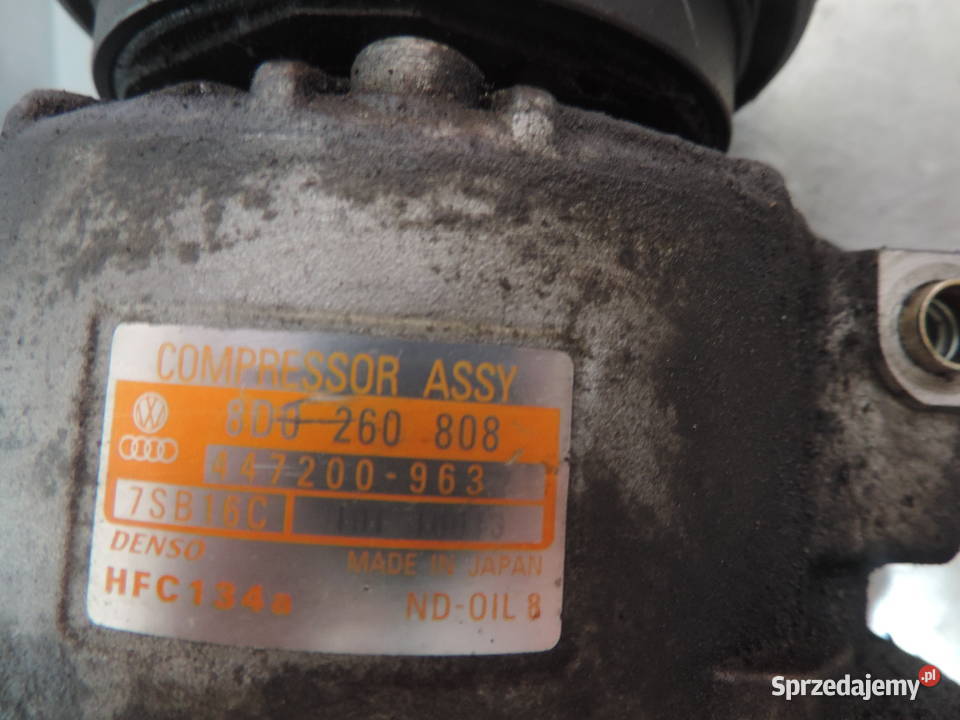 COMPRESSOR ASSY
8D0 260 808
447200-963
7SB16C
DENSO
MADE IN JAPAN
HFC134a
ND-OIL 8
Sprzedajemy.pl